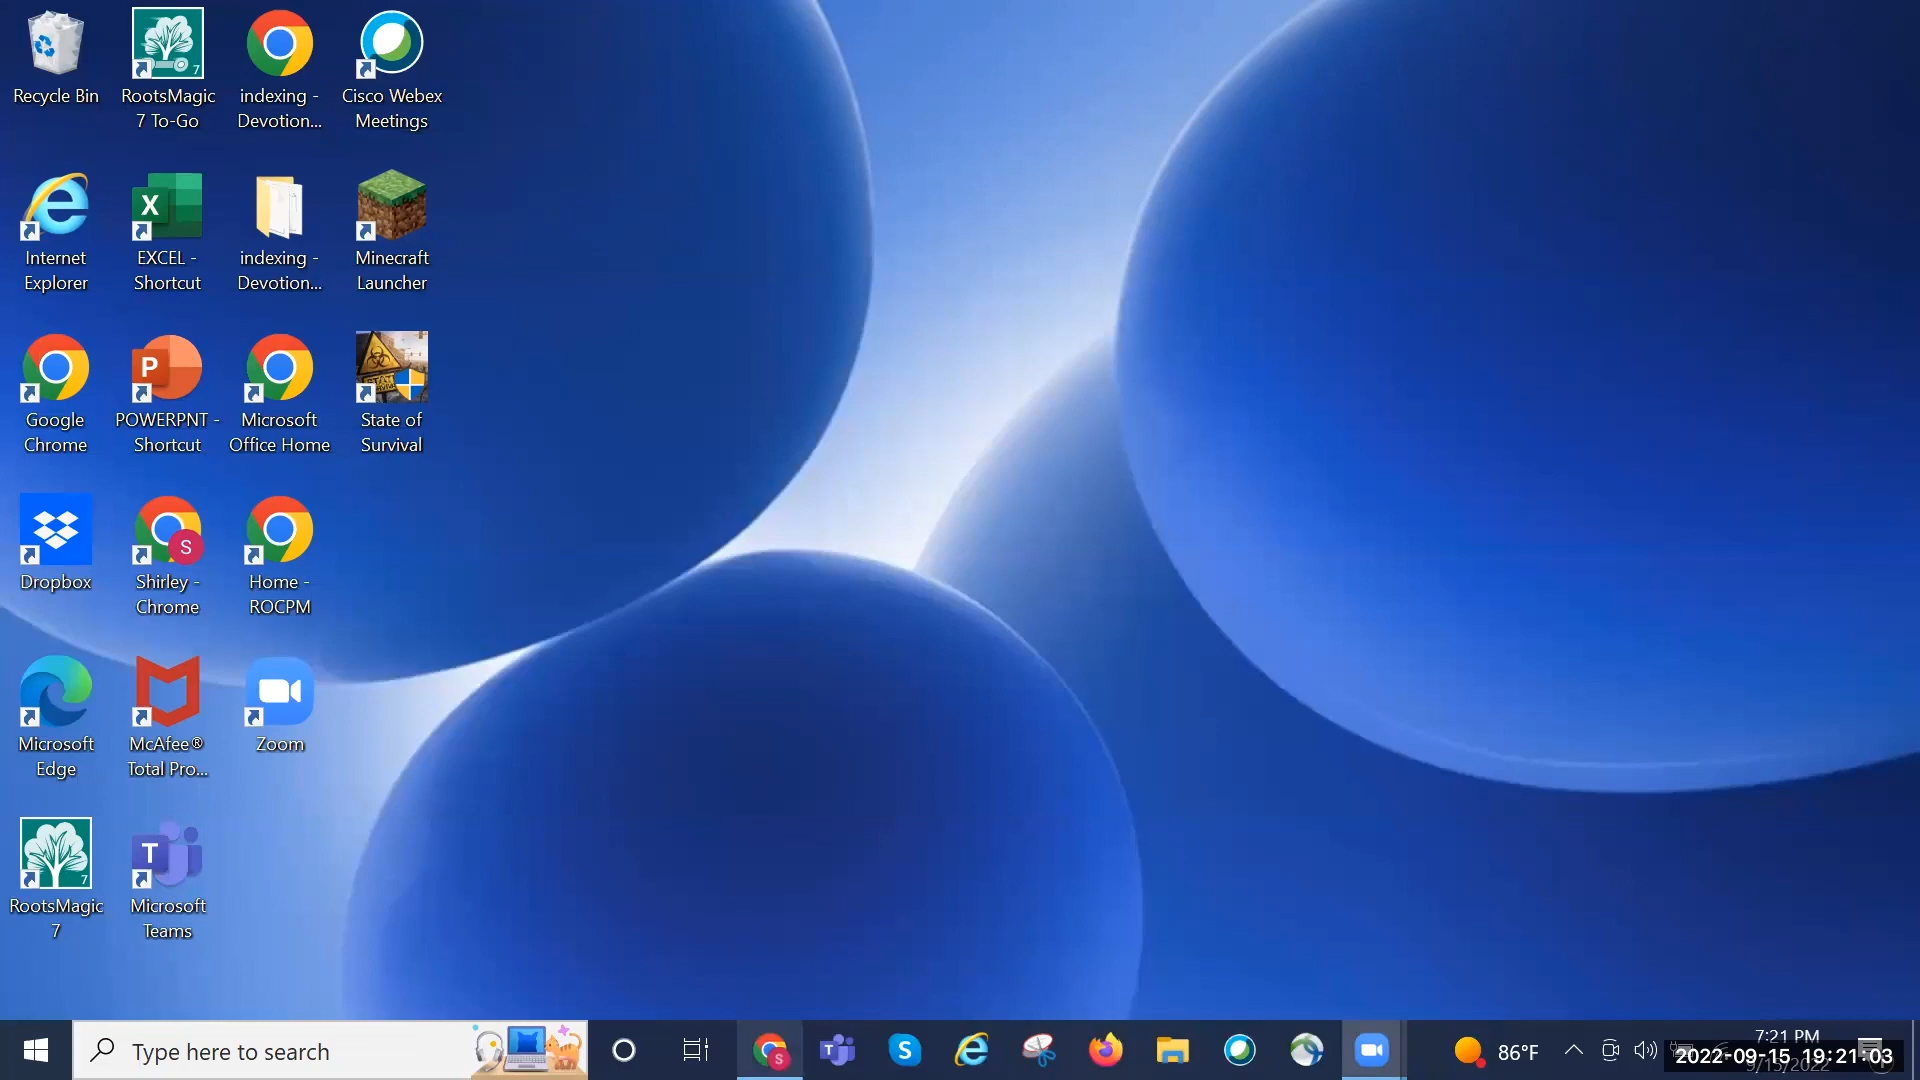 Recycle Bin
RootsMagic
7 To-Go
indexing -
Devotion...
Cisco Webex
Meetings
Internet
Explorer
EXCEL -
Shortcut
indexing -
Devotion...
Minecraft
Launcher
Google
Chrome
POWERPNT -
Shortcut
Microsoft
Office Home
State of
Survival
Dropbox
Shirley -
Chrome
Home -
ROCPM
Microsoft
Edge
McAfee®
Total Pro...
Zoom
RootsMagic
7
Microsoft
Teams
Type here to search
86°F
7:21 PM
9/15/2022
2022-09-15 19:21:03